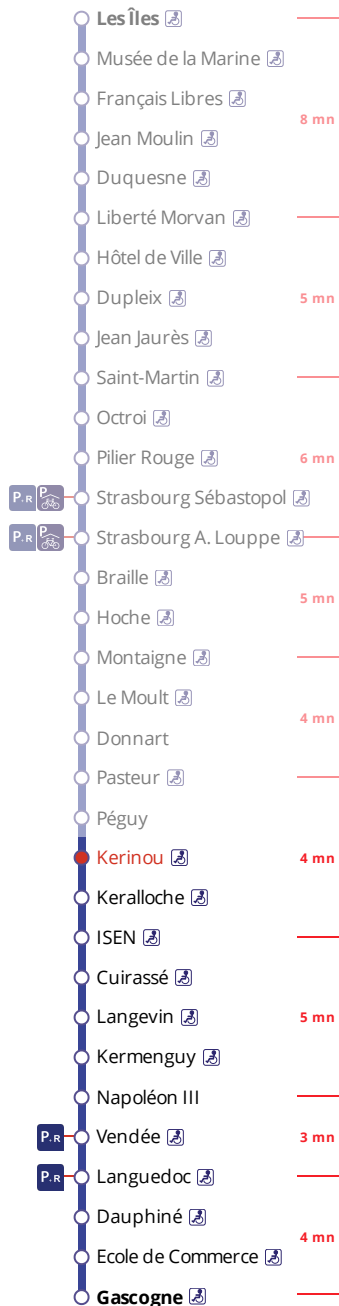 Les Îles
Musée de la Marine
Français Libres
8 mn
Jean Moulin
Duquesne
Liberté Morvan
Hôtel de Ville
Dupleix
5 mn
Jean Jaurès
Saint-Martin
Octroi
Pilier Rouge
6 mn
P+R P Strasbourg Sébastopol
P+R P Strasbourg A. Louppe
Braille
5 mn
Hoche
Montaigne
Le Moult
4 mn
Donnart
Pasteur
Péguy
Kerinou
4 mn
Keralloche
ISEN
Cuirassé
Langevin
5 mn
Kermenguy
Napoléon III
P+R Vendée
3 mn
P+R Languedoc
Dauphiné
4 mn
Ecole de Commerce
Gascogne